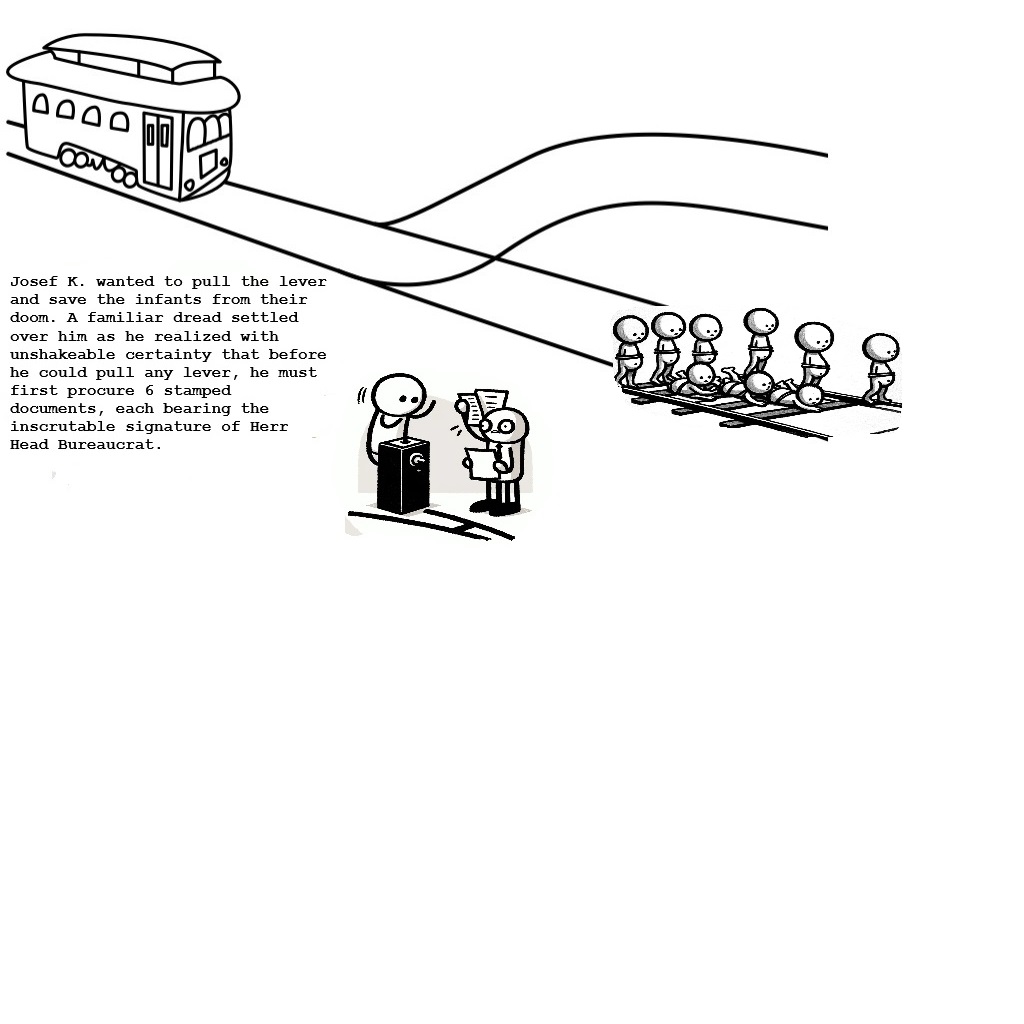 Josef K. wanted to pull the lever
and save the infants from their
doom. A familiar dread settled
over him as he realized with
unshakeable certainty that before
he could pull any lever, he must
first procure 6 stamped
documents, each bearing the
inscrutable signature of Herr
Head Bureaucrat.